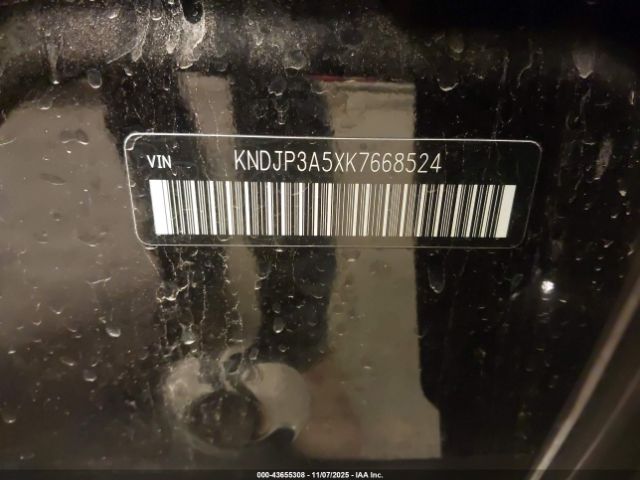 VIN KNDJP3A5XK7668524
000-43655308 - 11/07/2025 - IAA Inc.